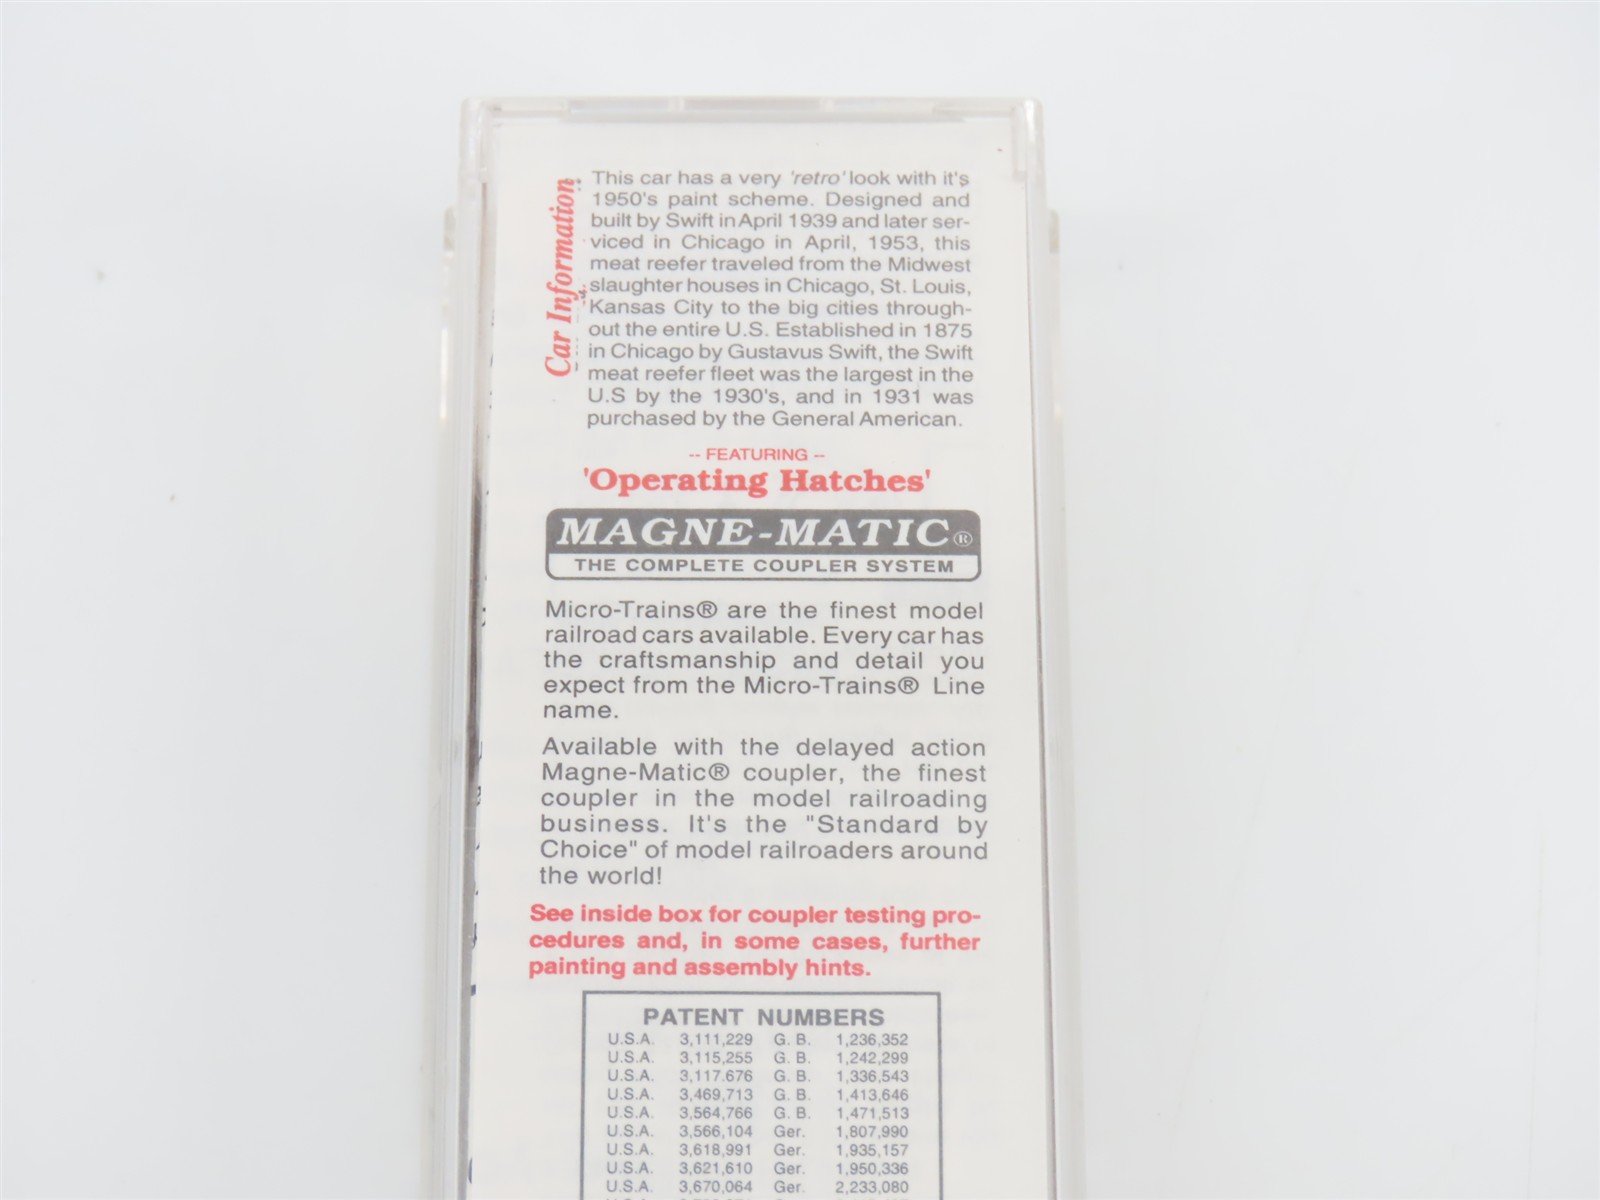 Car Information
This car has a very 'retro' look with it's
1950's paint scheme. Designed and
built by Swift in April 1939 and later ser-
viced in Chicago in April, 1953, this
meat reefer traveled from the Midwest
slaughter houses in Chicago, St. Louis,
Kansas City to the big cities through-
out the entire U.S. Established in 1875
in Chicago by Gustavus Swift, the Swift
meat reefer fleet was the largest in the
U.S by the 1930's, and in 1931 was
purchased by the General American.
-- FEATURING --
'Operating Hatches'
MAGNE-MATIC®
THE COMPLETE COUPLER SYSTEM
Micro-Trains® are the finest model
railroad cars available. Every car has
the craftsmanship and detail you
expect from the Micro-Trains® Line
name.
Available with the delayed action
Magne-Matic® coupler, the finest
coupler in the model railroading
business. It's the "Standard by
Choice" of model railroaders around
the world!
See inside box for coupler testing pro-
cedures and, in some cases, further
painting and assembly hints.
PATENT NUMBERS
U.S.A. 3,111,229 G. B. 1,236,352
U.S.A. 3,115,255 G. B. 1,242,299
U.S.A. 3,117.676 G. B. 1,336,543
U.S.A. 3,469,713 G. B. 1,413,646
U.S.A. 3,564,766 G. B. 1,471,513
U.S.A. 3,566,104 Ger. 1,807,990
U.S.A. 3,618,991 Ger. 1,935,157
U.S.A. 3,621,610 Ger. 1,950,336
U.S.A. 3,670,064 Ger. 2,233,080